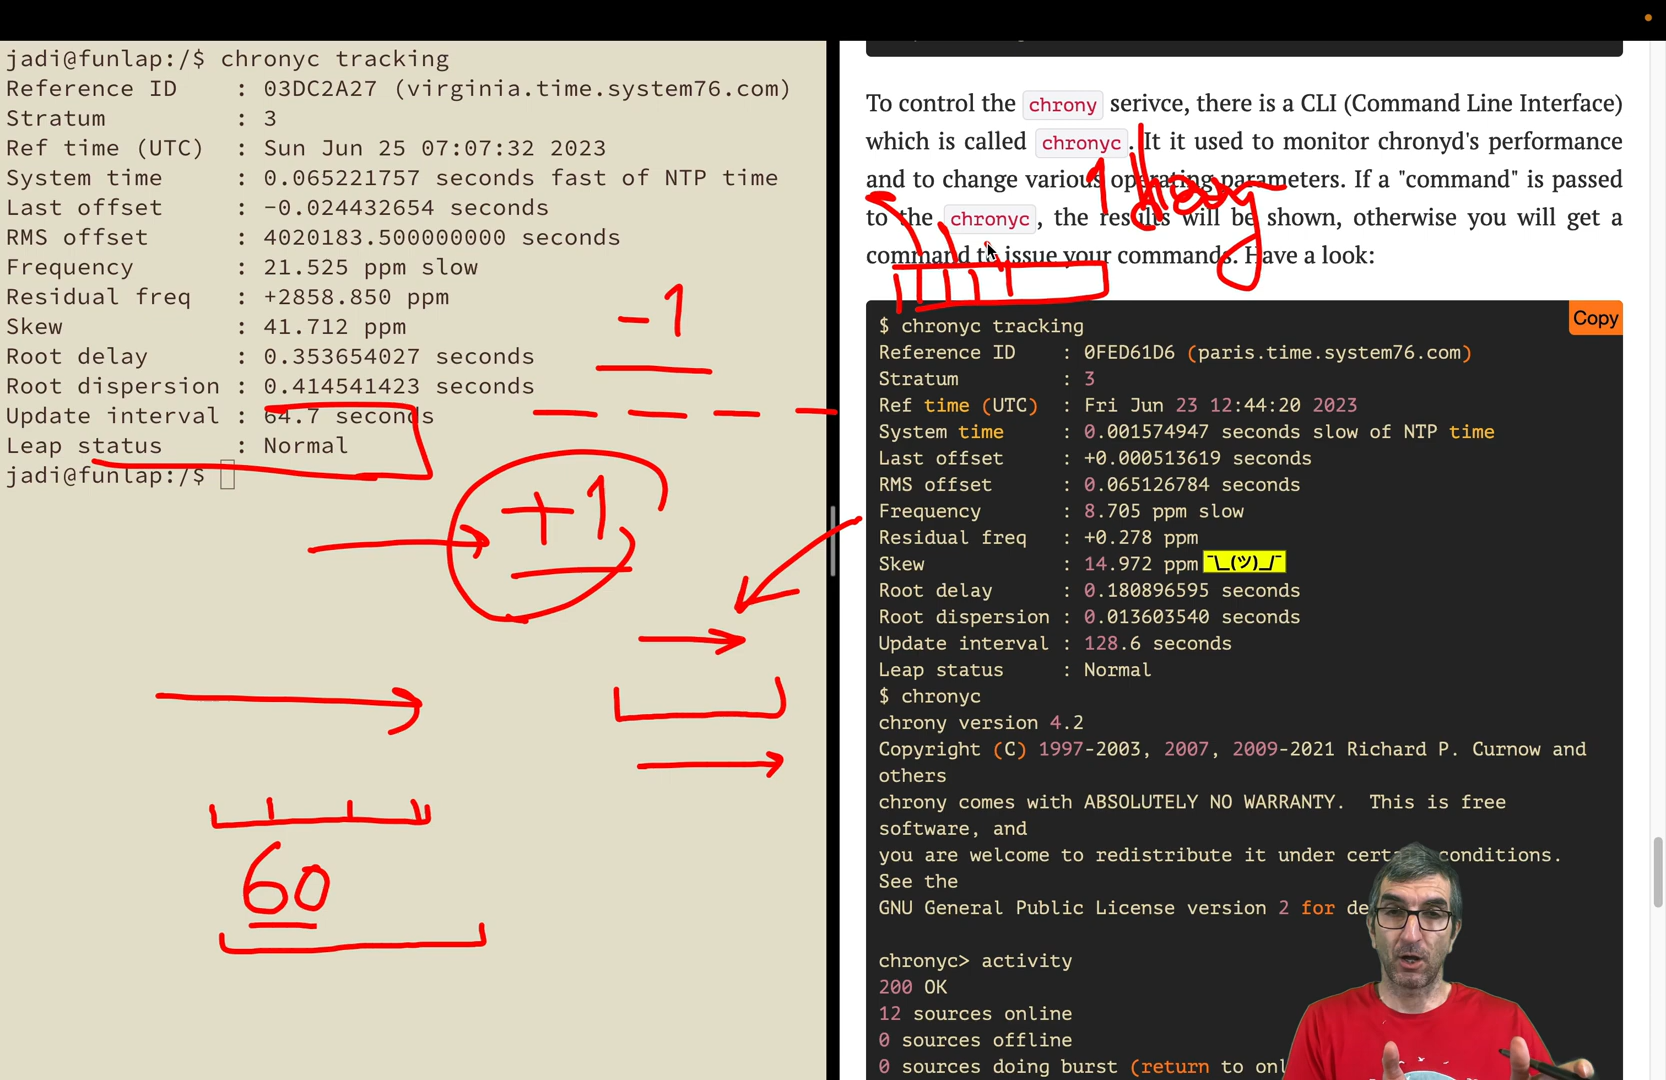 jadi@funlap:/$ chronyc tracking
Reference ID    : 03DC2A27 (virginia.time.system76.com)
Stratum         : 3
Ref time (UTC)  : Sun Jun 25 07:07:32 2023
System time     : 0.065221757 seconds fast of NTP time
Last offset     : -0.024432654 seconds
RMS offset      : 4020183.500000000 seconds
Frequency       : 21.525 ppm slow
Residual freq   : +2858.850 ppm
Skew            : 41.712 ppm
Root delay      : 0.353654027 seconds
Root dispersion : 0.414541423 seconds
Update interval : 64.7 seconds
Leap status     : Normal
jadi@funlap:/$
-1
+1
60
To control the chrony serivce, there is a CLI (Command Line Interface)
which is called chronyc. It it used to monitor chronyd's performance
and to change various operating parameters. If a "command" is passed
to the chronyc, the results will be shown, otherwise you will get a
command to issue your commands. Have a look:
1
Copy
$ chronyc tracking
Reference ID    : 0FED61D6 (paris.time.system76.com)
Stratum         : 3
Ref time (UTC)  : Fri Jun 23 12:44:20 2023
System time     : 0.001574947 seconds slow of NTP time
Last offset     : +0.000513619 seconds
RMS offset      : 0.065126784 seconds
Frequency       : 8.705 ppm slow
Residual freq   : +0.278 ppm
Skew            : 14.972 ppm ¯\_(ツ)_/¯
Root delay      : 0.180896595 seconds
Root dispersion : 0.013603540 seconds
Update interval : 128.6 seconds
Leap status     : Normal
$ chronyc
chrony version 4.2
Copyright (C) 1997-2003, 2007, 2009-2021 Richard P. Curnow and
others
chrony comes with ABSOLUTELY NO WARRANTY.  This is free
software, and
you are welcome to redistribute it under certain conditions.
See the
GNU General Public License version 2 for de
chronyc> activity
200 OK
12 sources online
0 sources offline
0 sources doing burst (return to onl